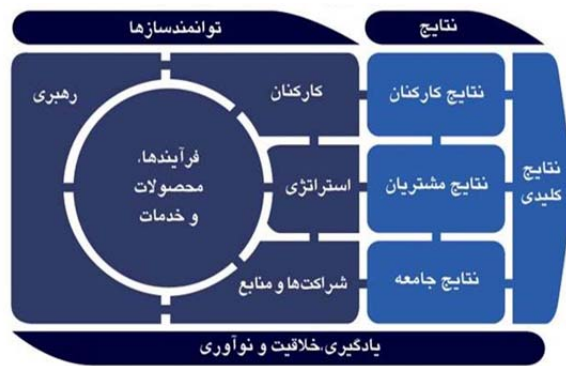 نتایج
توانمندسازها
رهبری
کارکنان
نتایج کارکنان
فرآیندها،
محصولات
و خدمات
استراتژی
نتایج مشتریان
نتایج
کلیدی
شراکت‌ها و منابع
نتایج جامعه
یادگیری،خلاقیت و نوآوری